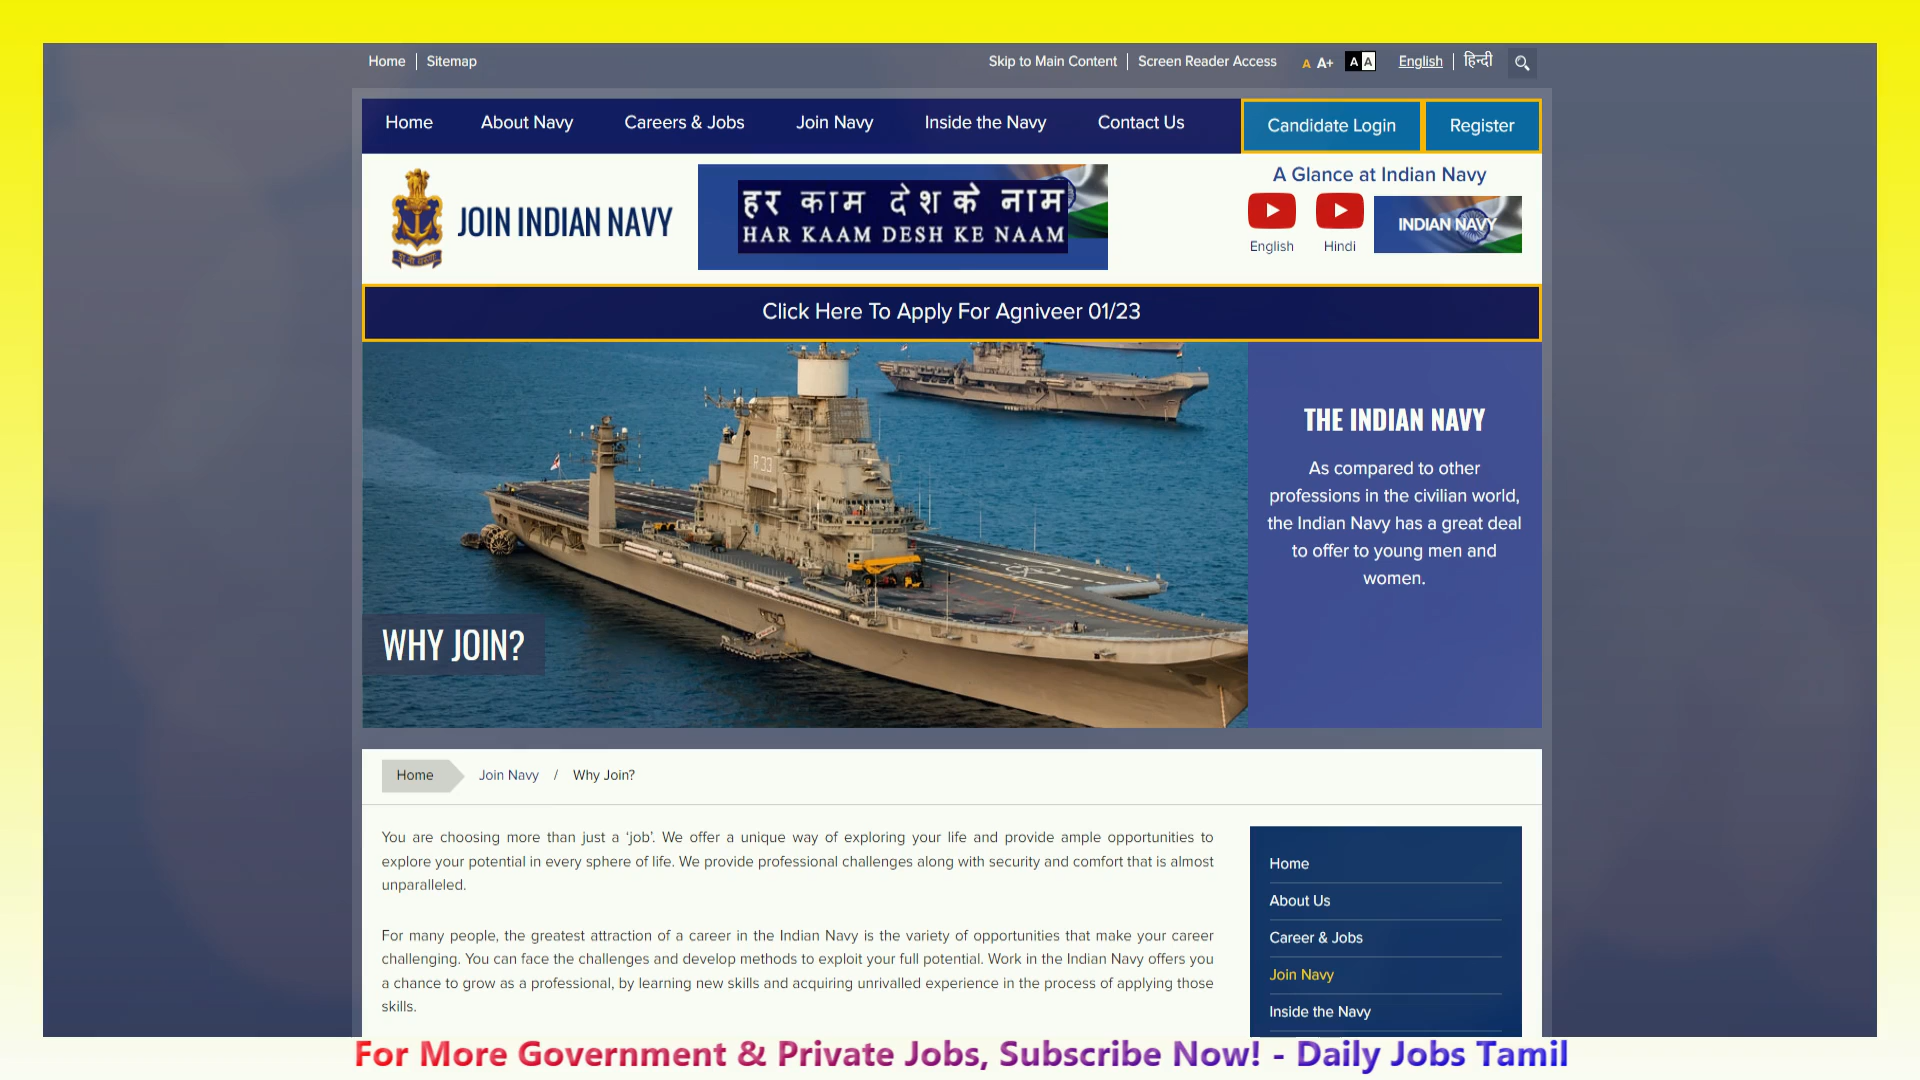 Home | Sitemap
Skip to Main Content | Screen Reader Access A A+ A A English | हिन्दी
Home About Navy Careers & Jobs Join Navy Inside the Navy Contact Us Candidate Login Register
JOIN INDIAN NAVY
हर काम देश के नाम
HAR KAAM DESH KE NAAM
A Glance at Indian Navy
English Hindi
INDIAN NAVY
Click Here To Apply For Agniveer 01/23
R 33
WHY JOIN?
THE INDIAN NAVY
As compared to other
professions in the civilian world,
the Indian Navy has a great deal
to offer to young men and
women.
Home Join Navy / Why Join?
You are choosing more than just a ‘job’. We offer a unique way of exploring your life and provide ample opportunities to
explore your potential in every sphere of life. We provide professional challenges along with security and comfort that is almost
unparalleled.
For many people, the greatest attraction of a career in the Indian Navy is the variety of opportunities that make your career
challenging. You can face the challenges and develop methods to exploit your full potential. Work in the Indian Navy offers you
a chance to grow as a professional, by learning new skills and acquiring unrivalled experience in the process of applying those
skills.
Home
About Us
Career & Jobs
Join Navy
Inside the Navy
For More Government & Private Jobs, Subscribe Now! - Daily Jobs Tamil